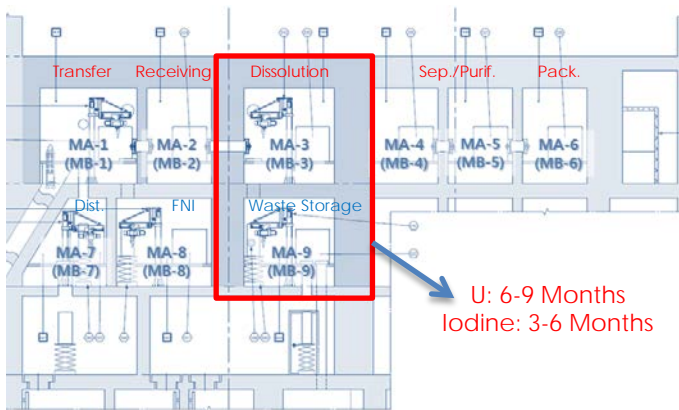 Transfer Receiving Dissolution Sep./Purif. Pack.
MA-1 MA-2 MA-3 MA-4 MA-5 MA-6
(MB-1) (MB-2) (MB-3) (MB-4) (MB-5) (MB-6)
Dist. FNI Waste Storage
MA-7 MA-8 MA-9
(MB-7) (MB-8) (MB-9)
U: 6-9 Months
Iodine: 3-6 Months